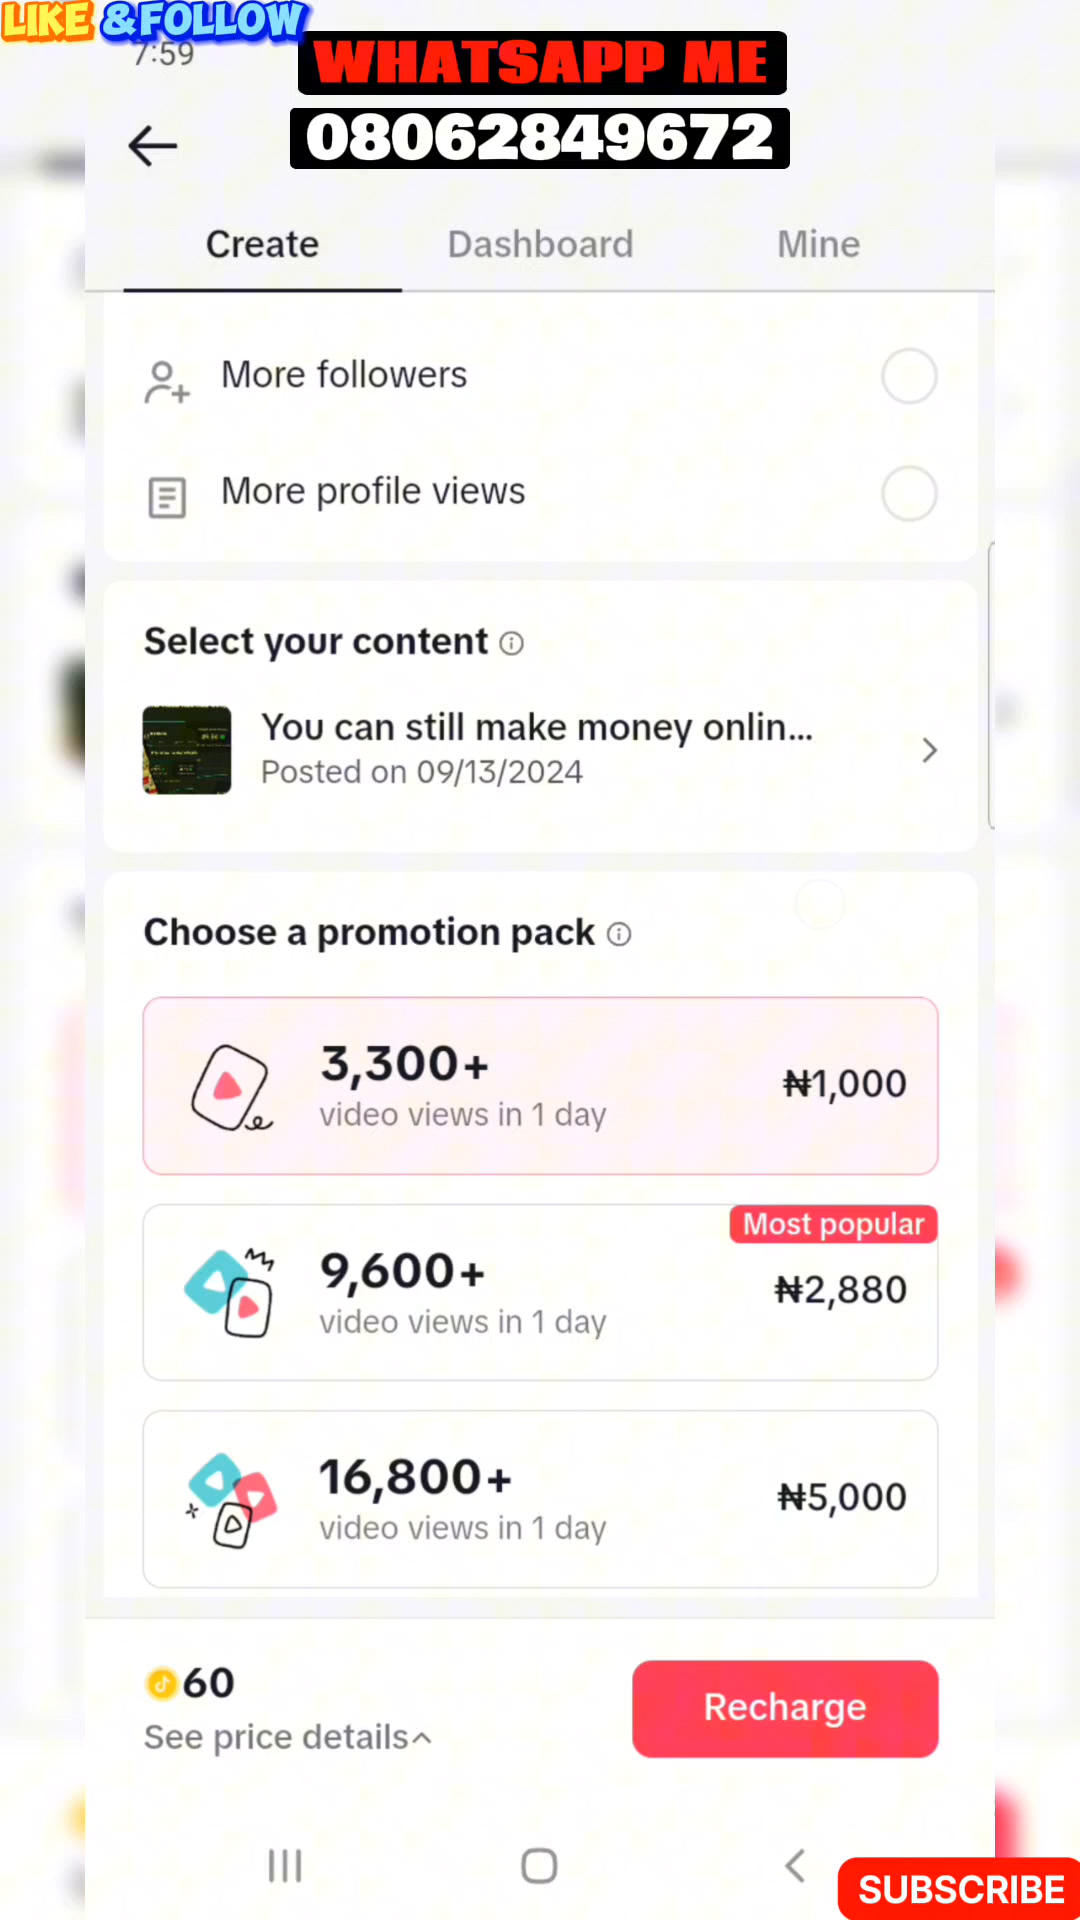 LIKE &FOLLOW
7:59
WHATSAPP ME
08062849672
Create Dashboard Mine
More followers
More profile views
Select your content
You can still make money onlin...
Posted on 09/13/2024
Choose a promotion pack
3,300+
video views in 1 day
₦1,000
Most popular
9,600+
video views in 1 day
₦2,880
16,800+
video views in 1 day
₦5,000
60
See price details
Recharge
SUBSCRIBE